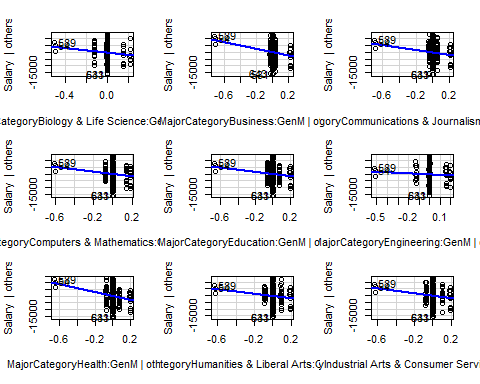 Salary | others
-15000
589
633
-0.4 0.0
CategoryBiology & Life Science:Ge
Salary | others
-15000
589
-0.6 -0.2 0.2
MajorCategoryBusiness:GenM | o
Salary | others
-15000
589
633
-0.6 -0.2 0.2
goryCommunications & Journalism
Salary | others
-15000
589
633
-0.6 -0.2 0.2
tegoryComputers & Mathematics:
Salary | others
-15000
589
633
-0.6 -0.2 0.2
MajorCategoryEducation:GenM | o
Salary | others
-15000
589
633
-0.5 -0.2 0.1
ajorCategoryEngineering:GenM |
Salary | others
-15000
589
633
-0.6 -0.2 0.2
MajorCategoryHealth:GenM | oth
Salary | others
-15000
589
633
-0.6 -0.2 0.2
tegoryHumanities & Liberal Arts:
Salary | others
-15000
589
633
-0.6 -0.2 0.2
Industrial Arts & Consumer Servi